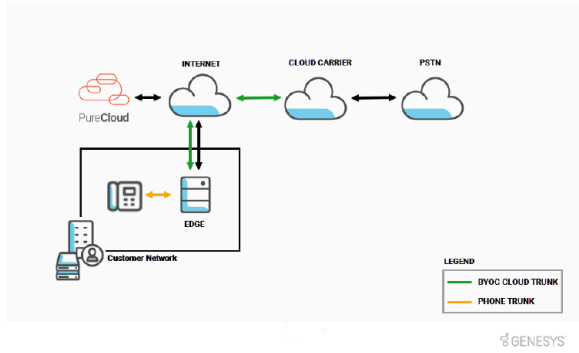 INTERNET
CLOUD CARRIER
PSTN
PureCloud
EDGE
Customer Network
LEGEND
BYOC CLOUD TRUNK
PHONE TRUNK
GENESYS